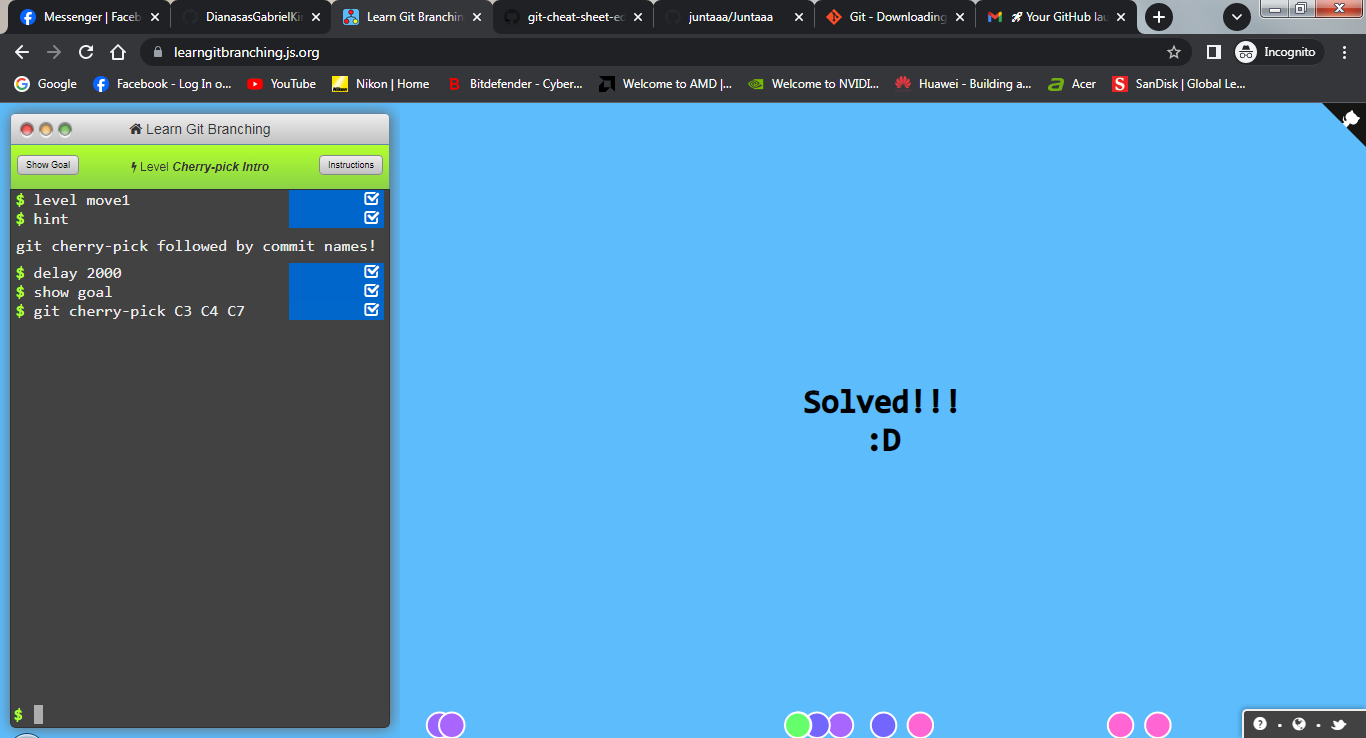 Messenger | Faceb
DianasasGabrielKi
Learn Git Branchin
git-cheat-sheet-ed
juntaaa/Juntaaa
Git - Downloading
Your GitHub lau
learngitbranching.js.org
Incognito
Google
Facebook - Log In o...
YouTube
Nikon | Home
Bitdefender - Cyber...
Welcome to AMD |...
Welcome to NVIDI...
Huawei - Building a...
Acer
SanDisk | Global Le...
Learn Git Branching
Show Goal
Level Cherry-pick Intro
Instructions
$ level move1
$ hint
git cherry-pick followed by commit names!
$ delay 2000
$ show goal
$ git cherry-pick C3 C4 C7
$
Solved!!!
:D